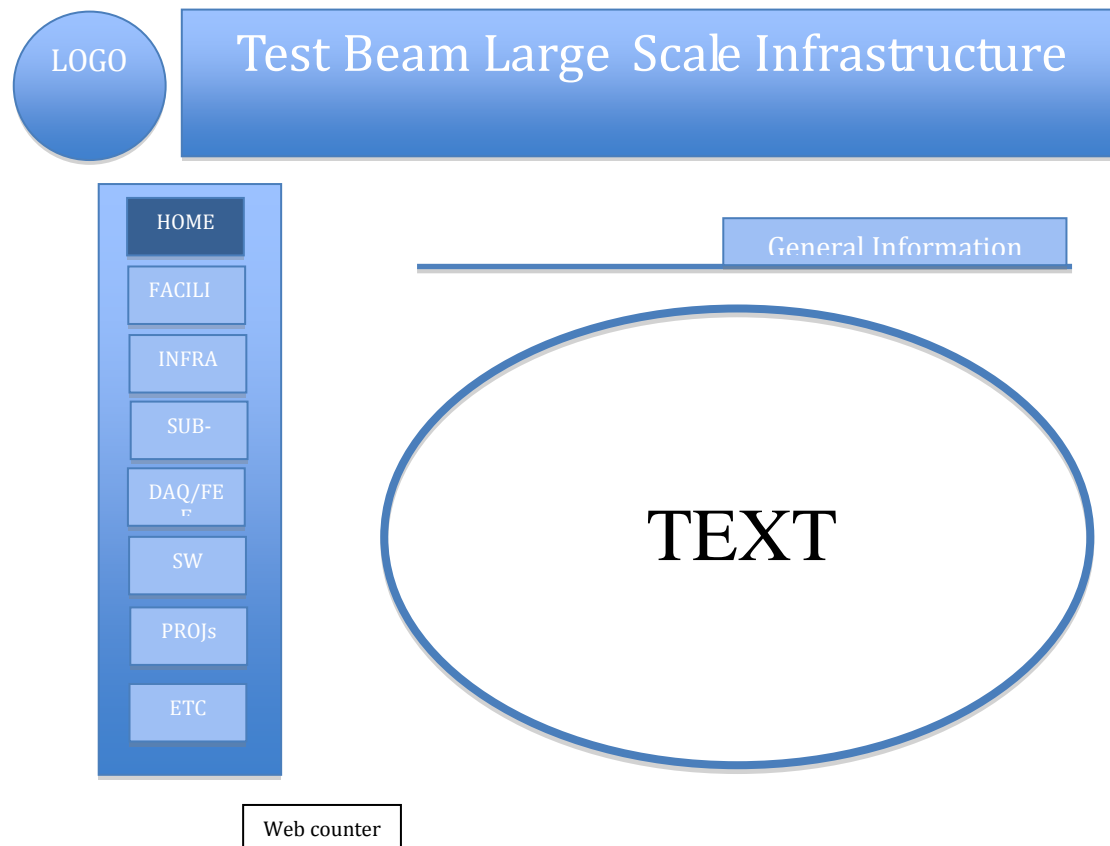 LOGO
Test Beam Large Scale Infrastructure
HOME
General Information
FACILI
INFRA
SUB-
DAQ/FE
E
SW
PROJs
ETC
TEXT
Web counter